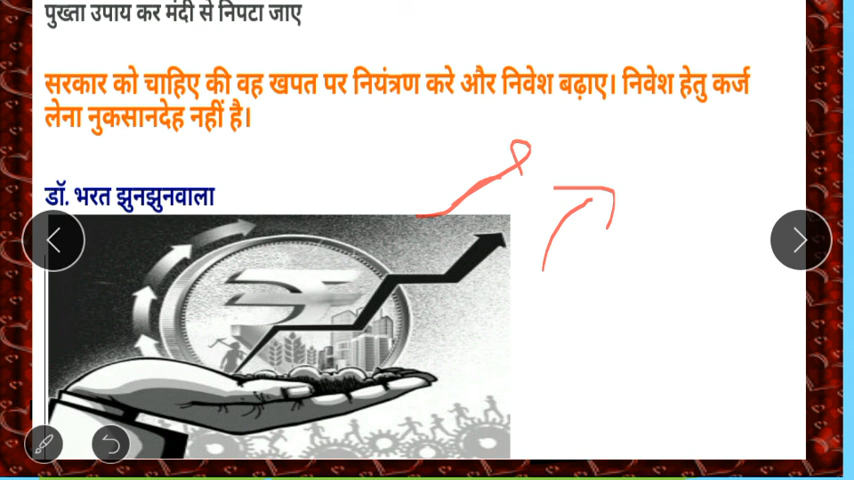 पुख्ता उपाय कर मंदी से निपटा जाए
सरकार को चाहिए की वह खपत पर नियंत्रण करे और निवेश बढ़ाए। निवेश हेतु कर्ज
लेना नुकसानदेह नहीं है।
डॉ. भरत झुनझुनवाला